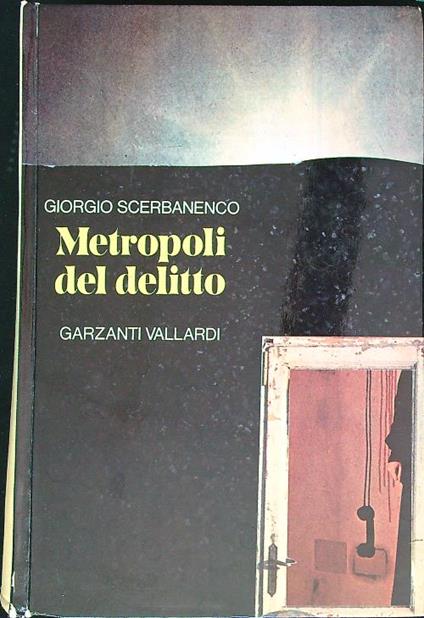 GIORGIO SCERBANENCO
Metropoli
del delitto
GARZANTI VALLARDI